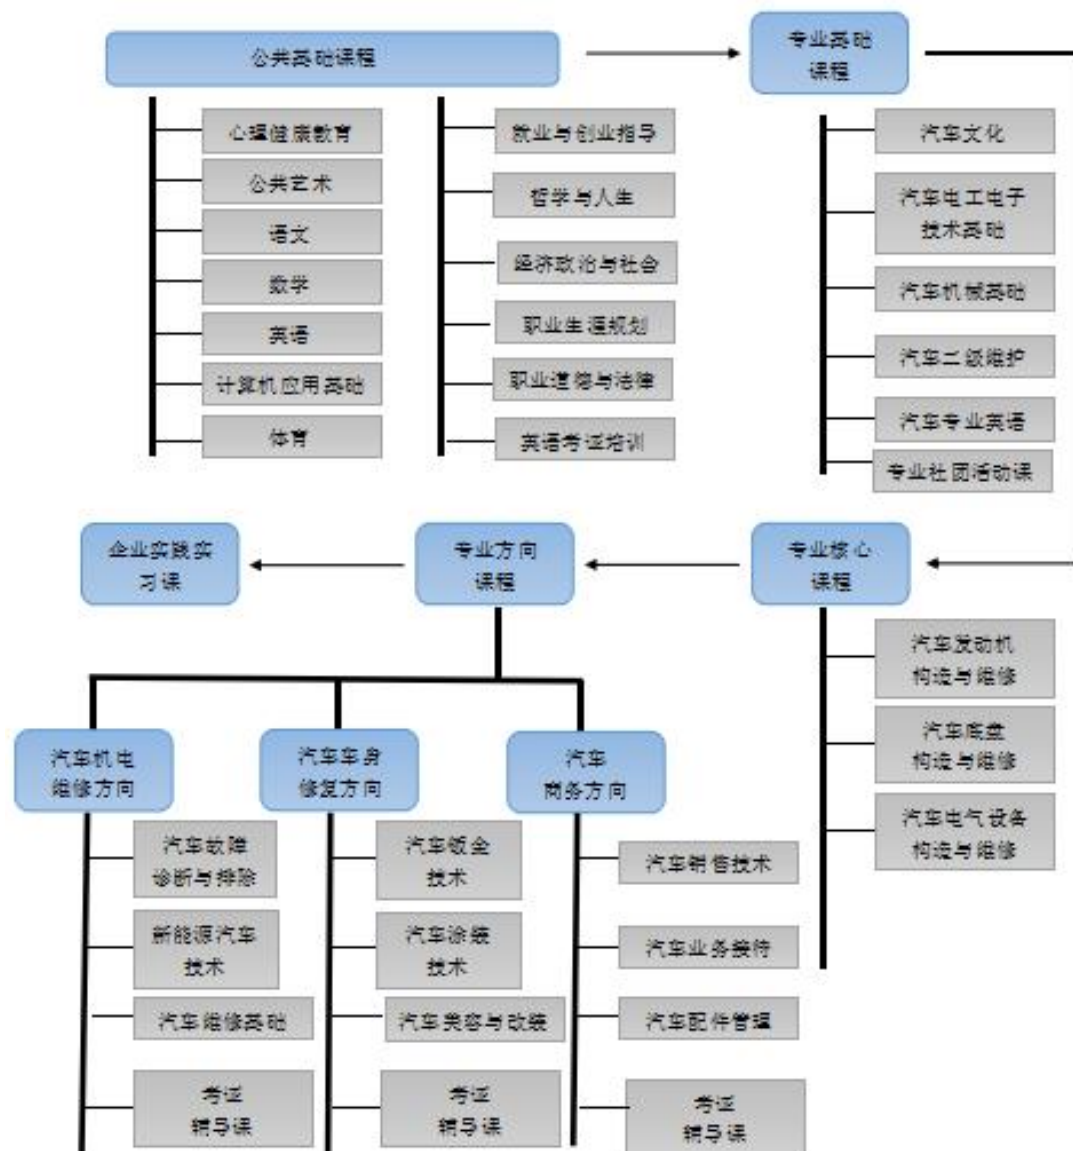 公共基础课程
专业基础
课程
心理健康教育
公共艺术
语文
数学
英语
计算机应用基础
体育
就业与创业指导
哲学与人生
经济政治与社会
职业生涯规划
职业道德与法律
英语考证培训
汽车文化
汽车电工电子
技术基础
汽车机械基础
汽车二级维护
汽车专业英语
专业社团活动课
企业实践实
习课
专业方向
课程
专业核心
课程
汽车发动机
构造与维修
汽车底盘
构造与维修
汽车电气设备
构造与维修
汽车机电
维修方向
汽车故障
诊断与排除
新能源汽车
技术
汽车维修基础
考证
辅导课
汽车车身
修复方向
汽车钣金
技术
汽车涂装
技术
汽车美容与改装
考证
辅导课
汽车
商务方向
汽车销售技术
汽车业务接待
汽车配件管理
考证
辅导课